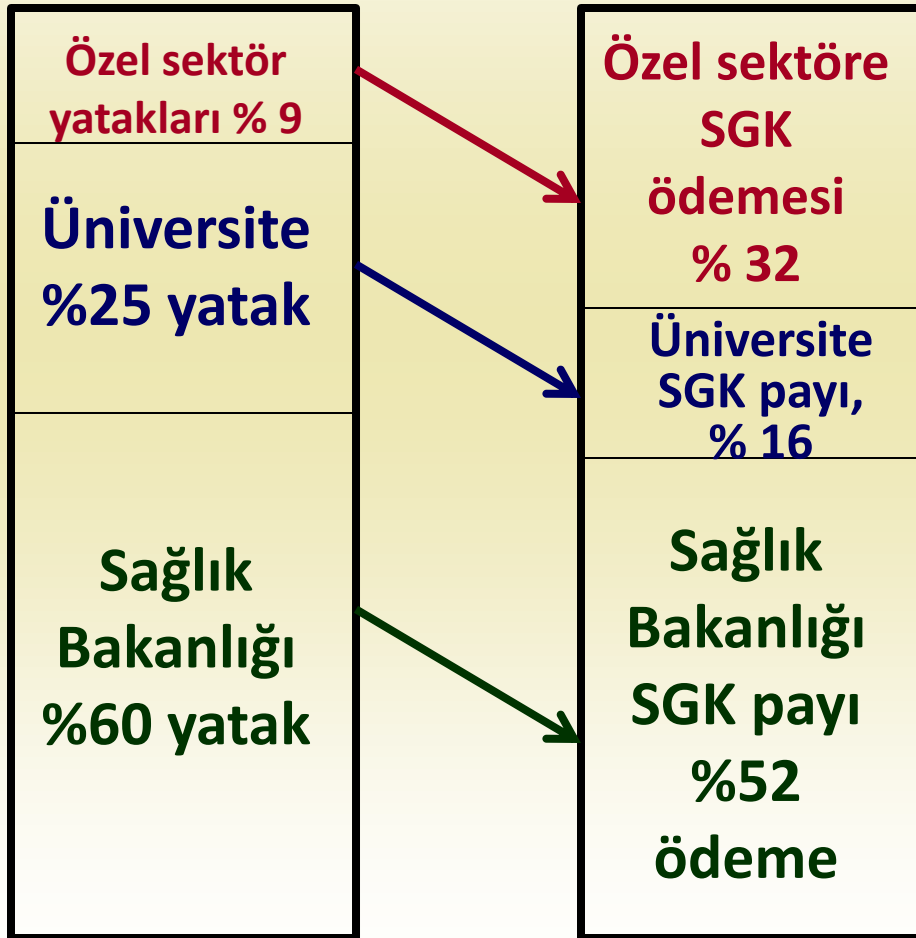 Özel sektör
yatakları % 9
Üniversite
%25 yatak
Sağlık
Bakanlığı
%60 yatak
Özel sektöre
SGK
ödemesi
% 32
Üniversite
SGK payı,
% 16
Sağlık
Bakanlığı
SGK payı
%52
ödeme